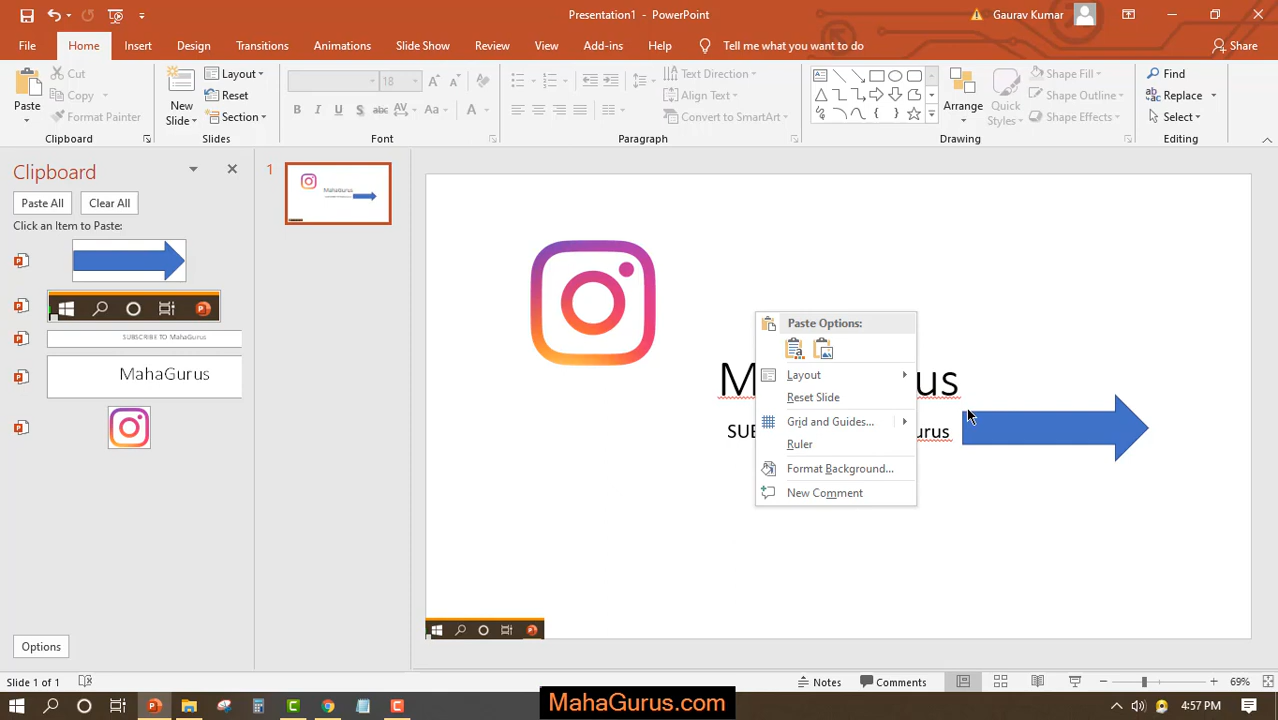 Presentation1 - PowerPoint
Gaurav Kumar
File Home Insert Design Transitions Animations Slide Show Review View Add-ins Help Tell me what you want to do Share
Paste
Cut
Copy
Format Painter
Clipboard
New Slide
Layout
Reset
Section
Slides
18
Font
Text Direction
Align Text
Convert to SmartArt
Paragraph
Arrange
Quick Styles
Shape Fill
Shape Outline
Shape Effects
Drawing
Find
Replace
Select
Editing
Clipboard
Paste All Clear All
Click an Item to Paste:
SUBSCRIBE TO MahaGurus
MahaGurus
Options
1
MahaGurus
M us
SUB urus
Paste Options:
Layout
Reset Slide
Grid and Guides...
Ruler
Format Background...
New Comment
Slide 1 of 1
Notes Comments 69%
MahaGurus.com
4:57 PM